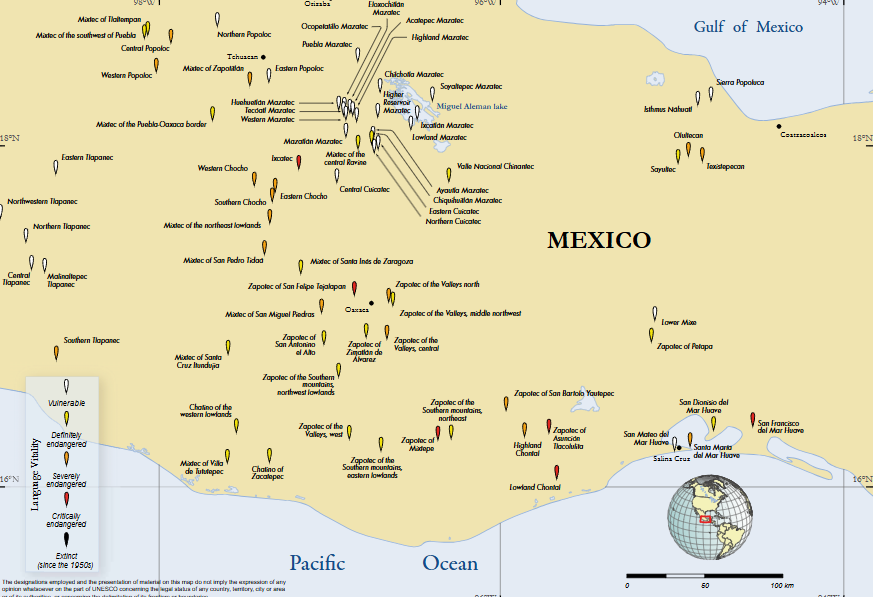 98°W
96°W
94°W
Orizaba
Eloxochitlán
Mazatec
Mixtec of Tlaltempan
Ocopetatillo Mazatec
Acatepec Mazatec
Gulf of Mexico
Mixtec of the southwest of Puebla
Northern Popoloc
Highland Mazatec
Central Popoloc
Puebla Mazatec
Tehuacan
Western Popoloc
Mixtec of Zapotitlán
Eastern Popoloc
Chilchotla Mazatec
Soyaltepec Mazatec
Sierra Popoluca
Huehuetlán Mazatec
Tecóatl Mazatec
Western Mazatec
Higher
Reservoir
Mazatec
Miguel Aleman lake
Isthmus Náhuatl
Mixtec of the Puebla-Oaxaca border
Ixcatlán Mazatec
Lowland Mazatec
Coatzacoalcos
18°N
18°N
Mazatlán Mazatec
Olultecan
Eastern Tlapanec
Ixcatec
Mixtec of the
central Ravine
Valle Nacional Chinantec
Sayultec
Texistepecan
Western Chocho
Central Cuicatec
Ayautla Mazatec
Southern Chocho
Eastern Chocho
Chiquihuitlán Mazatec
Northwestern Tlapanec
Eastern Cuicatec
Northern Cuicatec
Northern Tlapanec
Mixtec of the northeast lowlands
MEXICO
Mixtec of San Pedro Tidaá
Mixtec of Santa Inés de Zaragoza
Central
Tlapanec
Malinaltepec
Tlapanec
Zapotec of San Felipe Tejalapan
Zapotec of the Valleys north
Oaxaca
Mixtec of San Miguel Piedras
Zapotec of the Valleys, middle northwest
Lower Mixe
Southern Tlapanec
Zapotec of
San Antonino
el Alto
Zapotec of
Zimatlán de
Álvarez
Zapotec of the
Valleys, central
Zapotec of Petapa
Mixtec of Santa
Cruz Itundujia
Zapotec of the Southern
mountains,
northwest lowlands
Zapotec of San Bartolo Yautepec
Language Vitality
Vulnerable
Definitely
endangered
Severely
endangered
Critically
endangered
Extinct
(since the 1950s)
Chatino of the
western lowlands
Zapotec of the
Southern mountains,
northeast
San Dionisio del
Mar Huave
Zapotec of the
Valleys, west
Zapotec of
Mixtepe
Highland
Chontal
Zapotec of
Asunción
Tlacolulita
San Mateo del
Mar Huave
San Francisco
del Mar Huave
Santa María
del Mar Huave
Salina Cruz
Mixtec of Villa
de Tututepec
Chatino of
Zacatepec
Zapotec of the
Southern mountains,
eastern lowlands
Lowland Chontal
16°N
16°N
Pacific Ocean
0 50 100 km
The designations employed and the presentation of material on this map do not imply the expression of any
opinion whatsoever on the part of UNESCO concerning the legal status of any country, territory, city or area